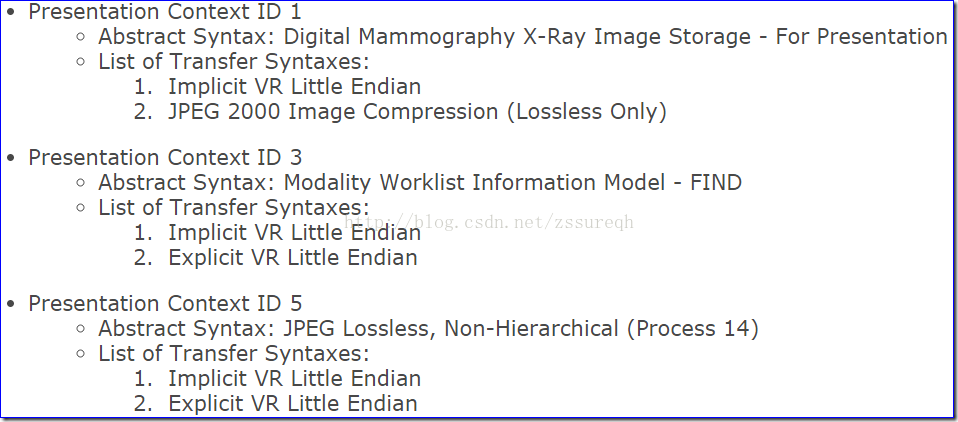 Presentation Context ID 1
Abstract Syntax: Digital Mammography X-Ray Image Storage - For Presentation
List of Transfer Syntaxes:
1. Implicit VR Little Endian
2. JPEG 2000 Image Compression (Lossless Only)
Presentation Context ID 3
Abstract Syntax: Modality Worklist Information Model - FIND
List of Transfer Syntaxes:
http://blog.csdn.net/zssureqh
1. Implicit VR Little Endian
2. Explicit VR Little Endian
Presentation Context ID 5
Abstract Syntax: JPEG Lossless, Non-Hierarchical (Process 14)
List of Transfer Syntaxes:
1. Implicit VR Little Endian
2. Explicit VR Little Endian